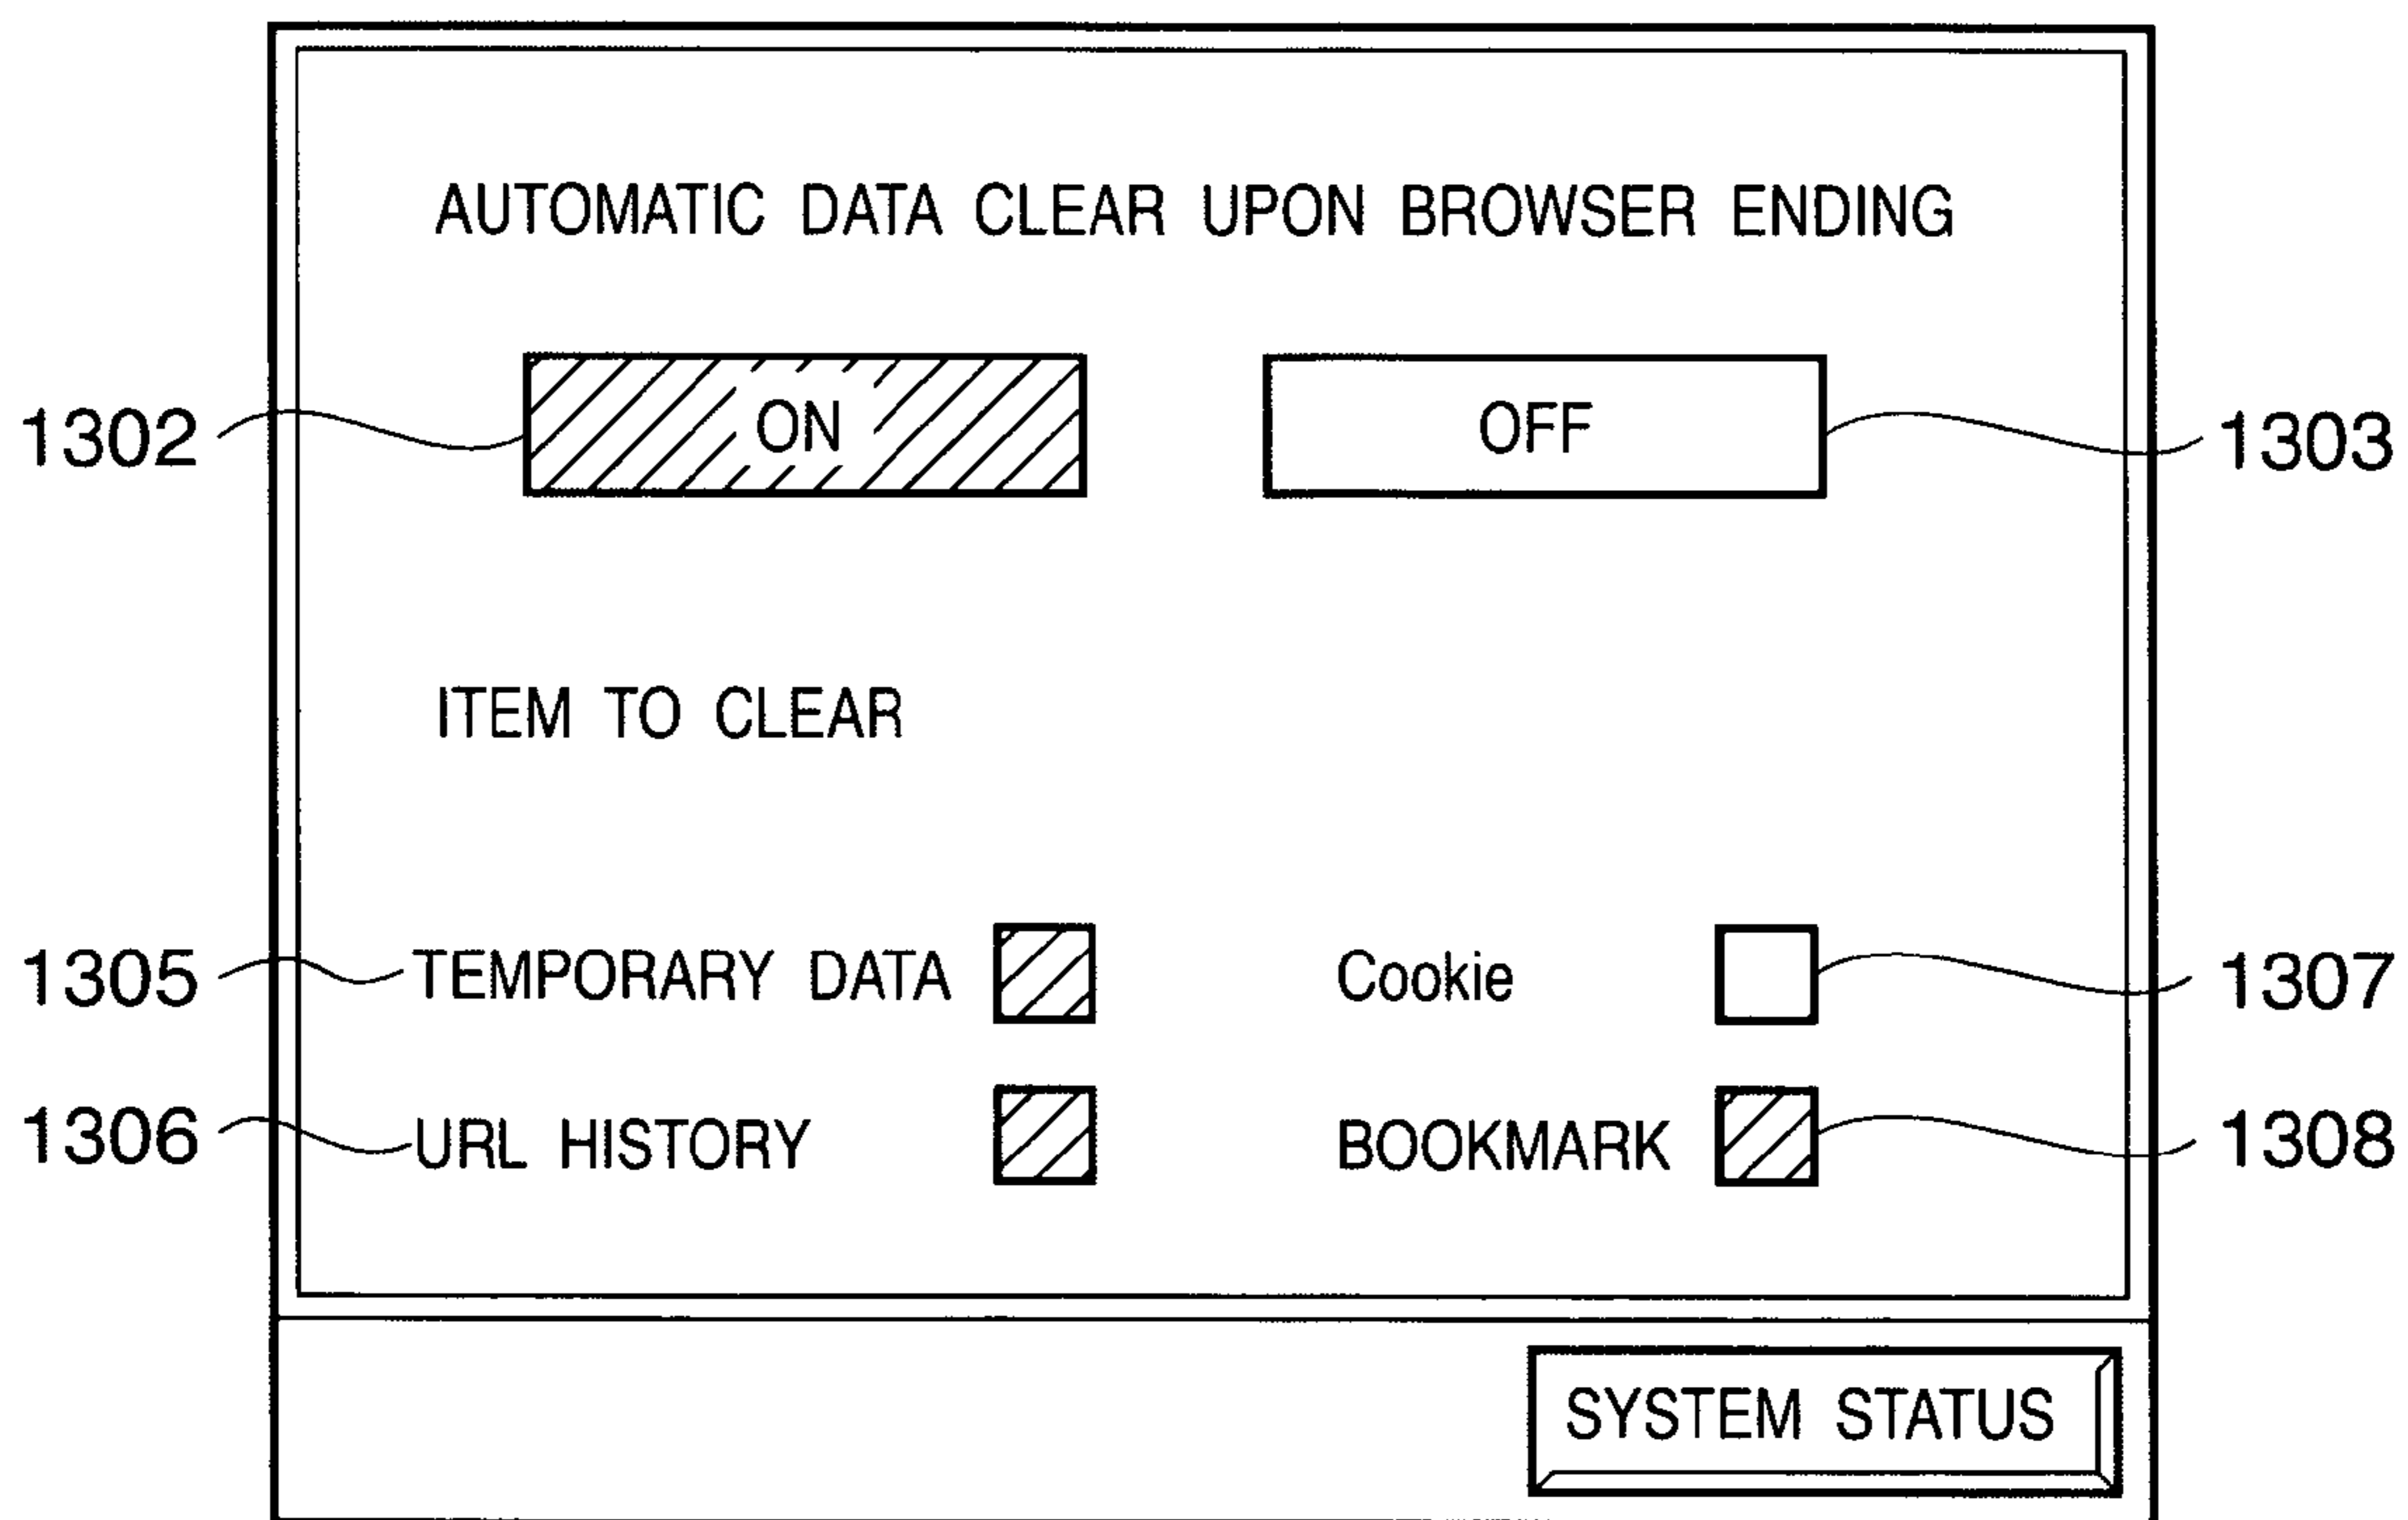 AUTOMATIC DATA CLEAR UPON BROWSER ENDING
1302 ON OFF 1303
ITEM TO CLEAR
1305 TEMPORARY DATA Cookie 1307
1306 URL HISTORY BOOKMARK 1308
SYSTEM STATUS